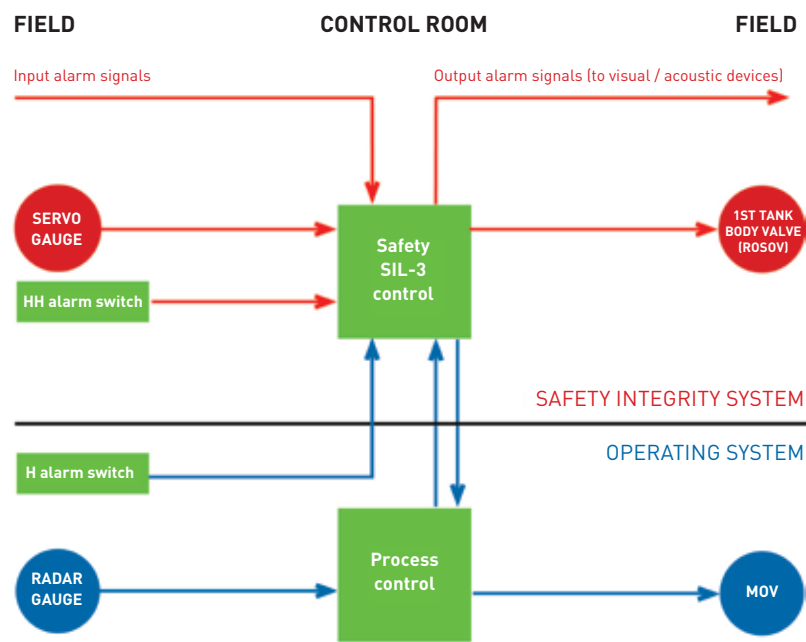 FIELD
CONTROL ROOM
FIELD
Input alarm signals
Output alarm signals (to visual / acoustic devices)
SERVO
GAUGE
Safety
SIL-3
control
1ST TANK
BODY VALVE
(ROSOV)
HH alarm switch
SAFETY INTEGRITY SYSTEM
OPERATING SYSTEM
H alarm switch
RADAR
GAUGE
Process
control
MOV